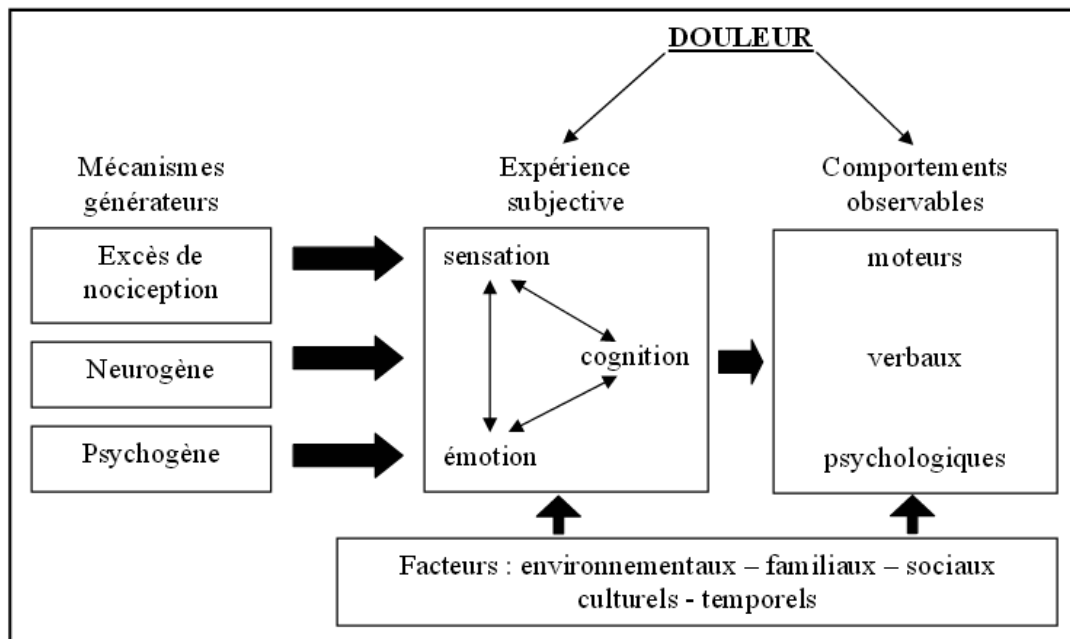 DOULEUR
Mécanismes
générateurs
Expérience
subjective
Comportements
observables
Excès de
nociception
Neurogène
Psychogène
sensation
cognition
émotion
moteurs
verbaux
psychologiques
Facteurs : environnementaux – familiaux – sociaux
culturels - temporels